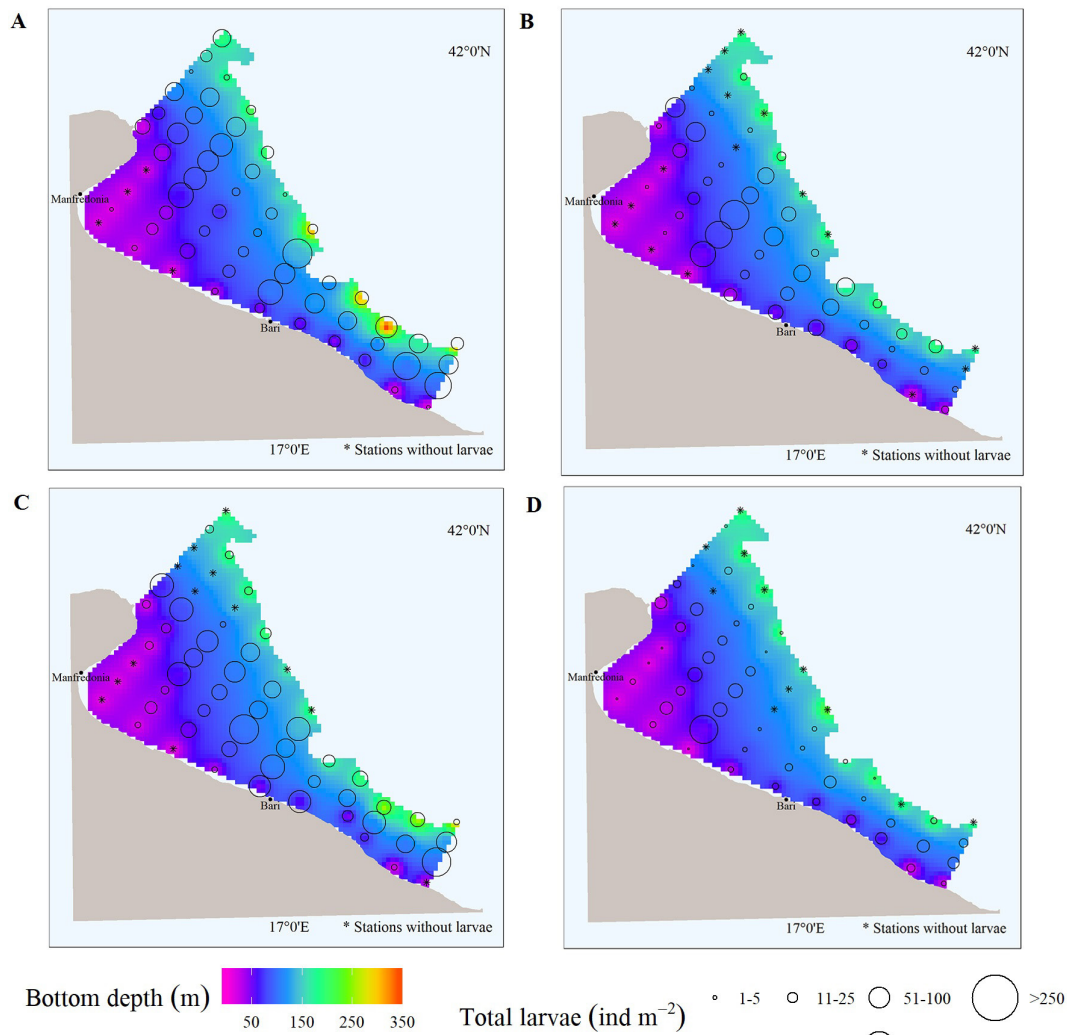 A
42°0'N
Manfredonia
Bari
17°0'E
* Stations without larvae
B
42°0'N
Manfredonia
Bari
17°0'E
* Stations without larvae
C
42°0'N
Manfredonia
Bari
17°0'E
* Stations without larvae
D
42°0'N
Manfredonia
Bari
17°0'E
* Stations without larvae
Bottom depth (m)
50 150 250 350
Total larvae (ind m⁻²)
1-5 11-25 51-100 >250